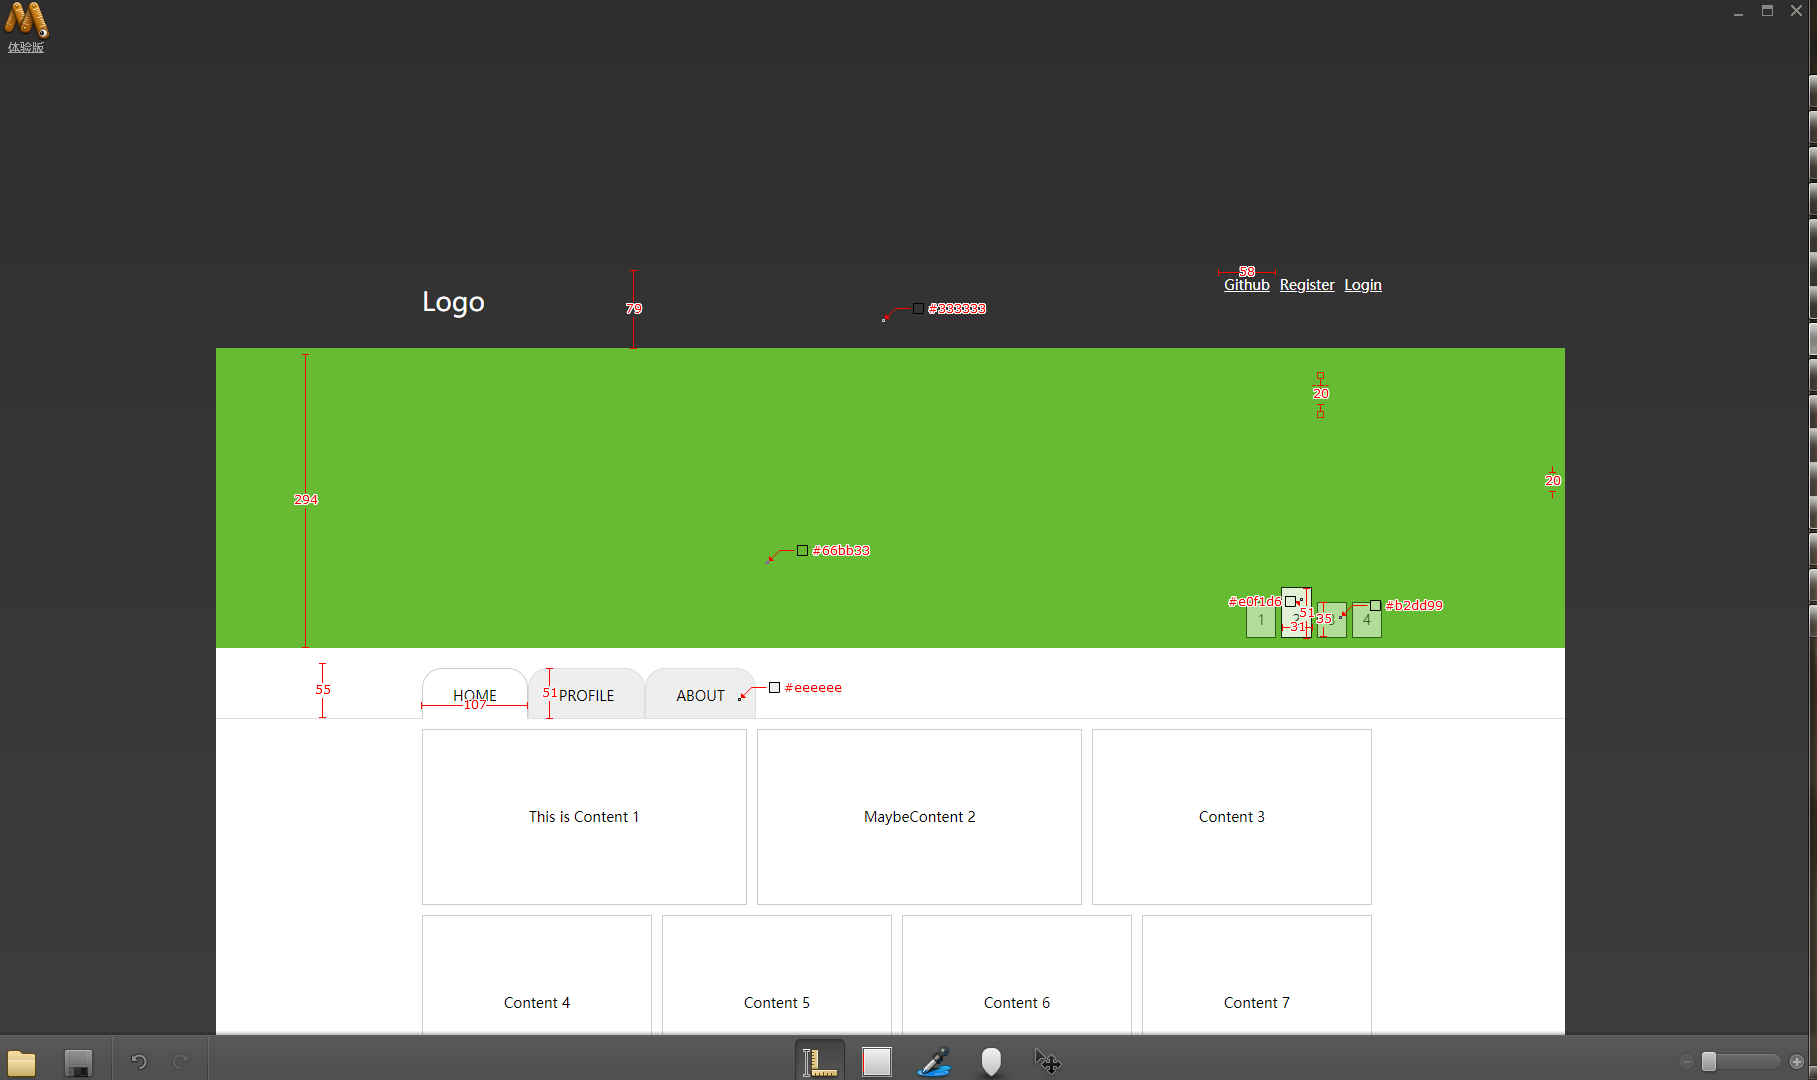 体验版
58
Github Register Login
Logo
79
#333333
20
20
294
#66bb33
#e0f1d6
#b2dd99
1
51
35
4
31
55
HOME
107
51
PROFILE
ABOUT
#eeeeee
This is Content 1
MaybeContent 2
Content 3
Content 4
Content 5
Content 6
Content 7